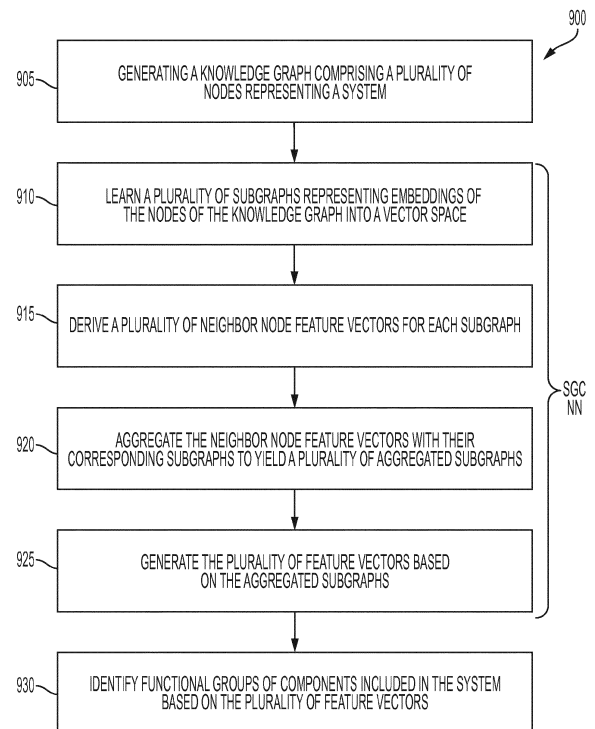 900
905
GENERATING A KNOWLEDGE GRAPH COMPRISING A PLURALITY OF
NODES REPRESENTING A SYSTEM
910
LEARN A PLURALITY OF SUBGRAPHS REPRESENTING EMBEDDINGS OF
THE NODES OF THE KNOWLEDGE GRAPH INTO A VECTOR SPACE
915
DERIVE A PLURALITY OF NEIGHBOR NODE FEATURE VECTORS FOR EACH SUBGRAPH
SGC
NN
920
AGGREGATE THE NEIGHBOR NODE FEATURE VECTORS WITH THEIR
CORRESPONDING SUBGRAPHS TO YIELD A PLURALITY OF AGGREGATED SUBGRAPHS
925
GENERATE THE PLURALITY OF FEATURE VECTORS BASED
ON THE AGGREGATED SUBGRAPHS
930
IDENTIFY FUNCTIONAL GROUPS OF COMPONENTS INCLUDED IN THE SYSTEM
BASED ON THE PLURALITY OF FEATURE VECTORS